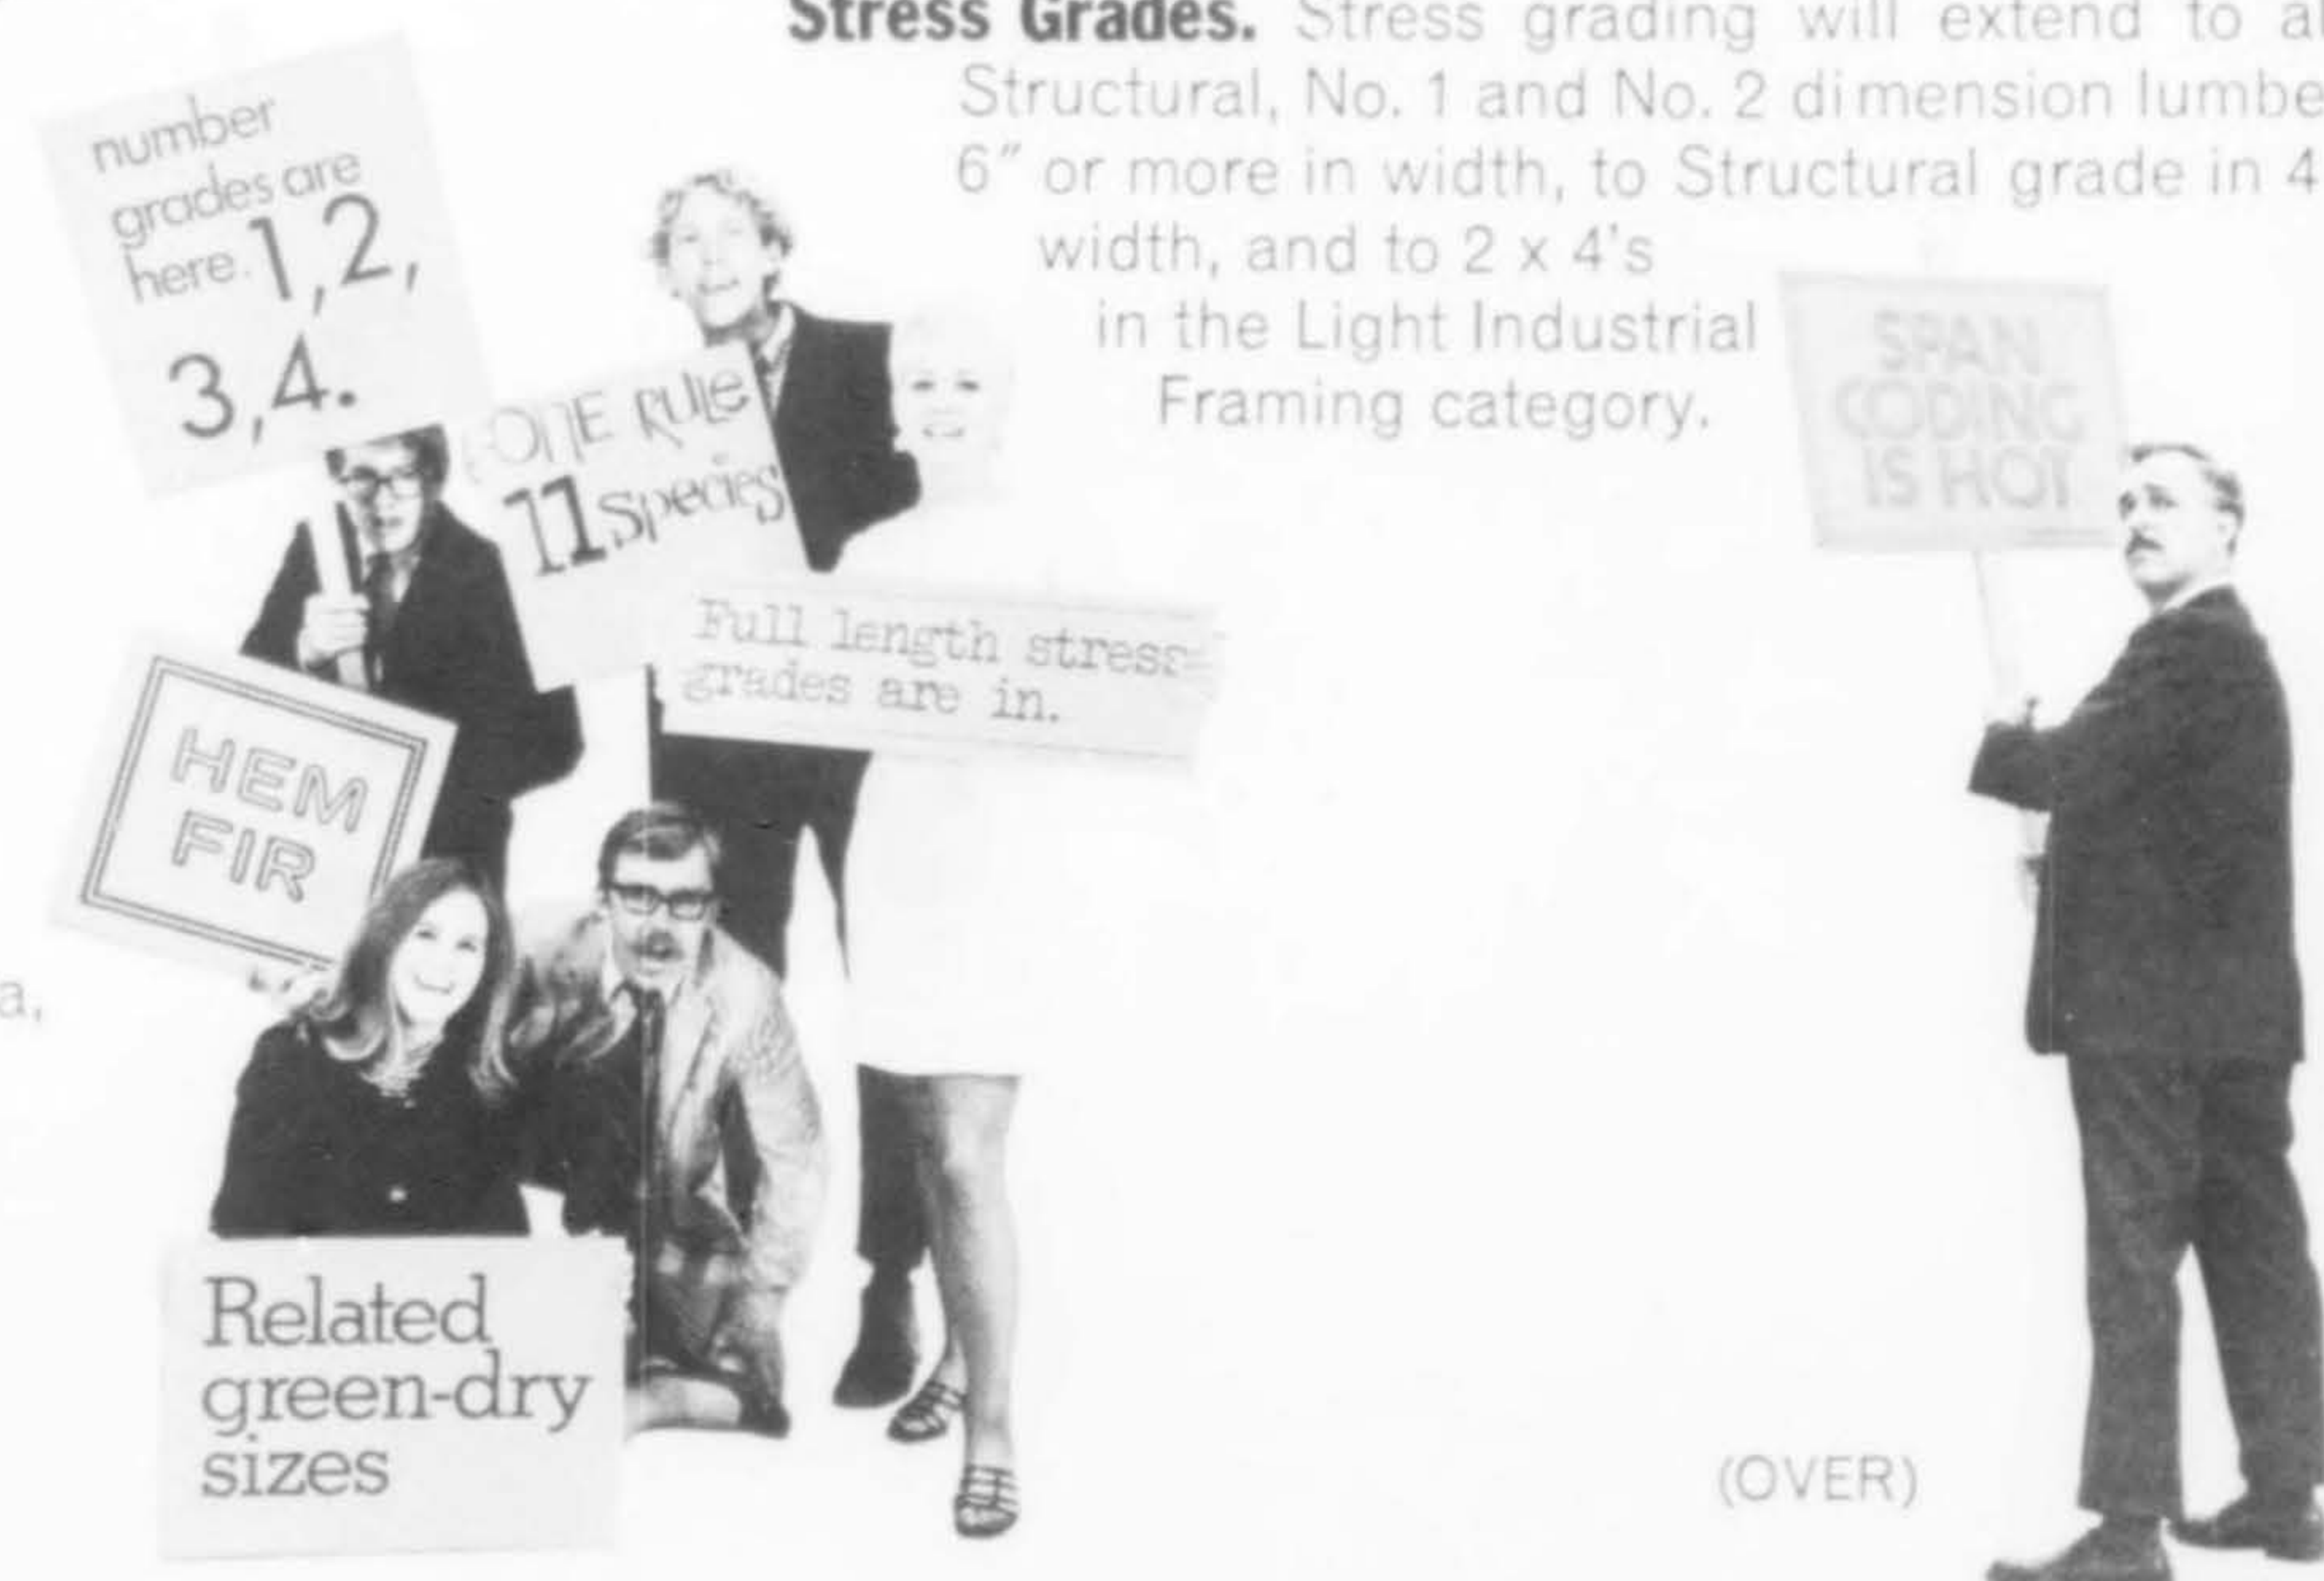 Stress Grades. Stress grading will extend to
Structural, No. 1 and No. 2 dimension
6" or more in width, to Structural grade in 4
width, and to 2 x 4's
in the Light Industrial
Framing category.
number
grades are
here. 1, 2,
3, 4.
ONE RULE
11 species
Full length stress
grades are in.
HEM
FIR
Related
green-dry
sizes
SPAN
CODING
IS HOT
a,
(OVER)